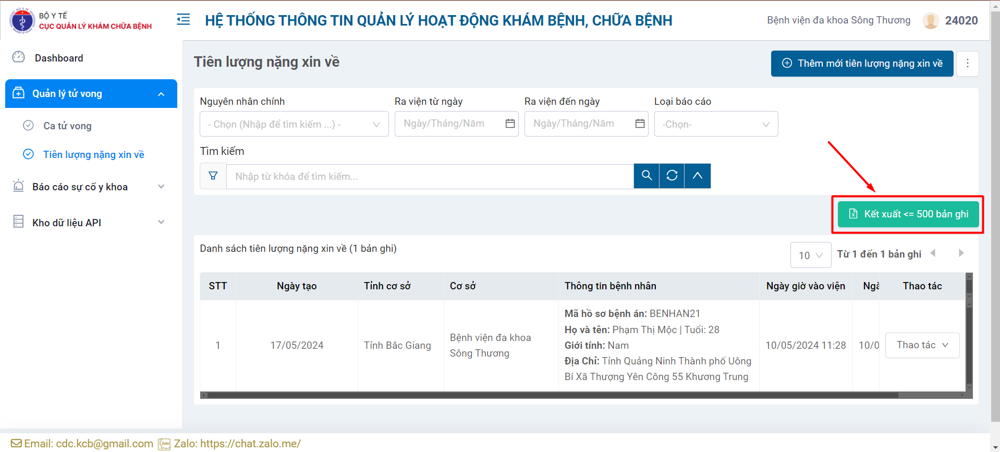 BỘ Y TẾ
CỤC QUẢN LÝ KHÁM CHỮA BỆNH
HỆ THỐNG THÔNG TIN QUẢN LÝ HOẠT ĐỘNG KHÁM BỆNH, CHỮA BỆNH
Bệnh viện đa khoa Sông Thương
24020
Dashboard
Quản lý tử vong
Ca tử vong
Tiên lượng nặng xin về
Báo cáo sự cố y khoa
Kho dữ liệu API
Tiên lượng nặng xin về
Thêm mới tiên lượng nặng xin về
Nguyên nhân chính
Ra viện từ ngày
Ra viện đến ngày
Loại báo cáo
- Chọn (Nhập để tìm kiếm ...) -
Ngày/Tháng/Năm
Ngày/Tháng/Năm
-Chọn-
Tìm kiếm
Nhập từ khóa để tìm kiếm...
Kết xuất <= 500 bản ghi
Danh sách tiên lượng nặng xin về (1 bản ghi)
10
Từ 1 đến 1 bản ghi
STT
Ngày tạo
Tỉnh cơ sở
Cơ sở
Thông tin bệnh nhân
Ngày giờ vào viện
Ngà
Thao tác
1
17/05/2024
Tỉnh Bắc Giang
Bệnh viện đa khoa
Sông Thương
Mã hồ sơ bệnh án: BENHAN21
Họ và tên: Phạm Thị Mộc | Tuổi: 28
Giới tính: Nam
Địa Chỉ: Tỉnh Quảng Ninh Thành phố Uông
Bí Xã Thượng Yên Công 55 Khương Trung
10/05/2024 11:28
10/0
Thao tác
Email: cdc.kcb@gmail.com
Zalo: https://chat.zalo.me/